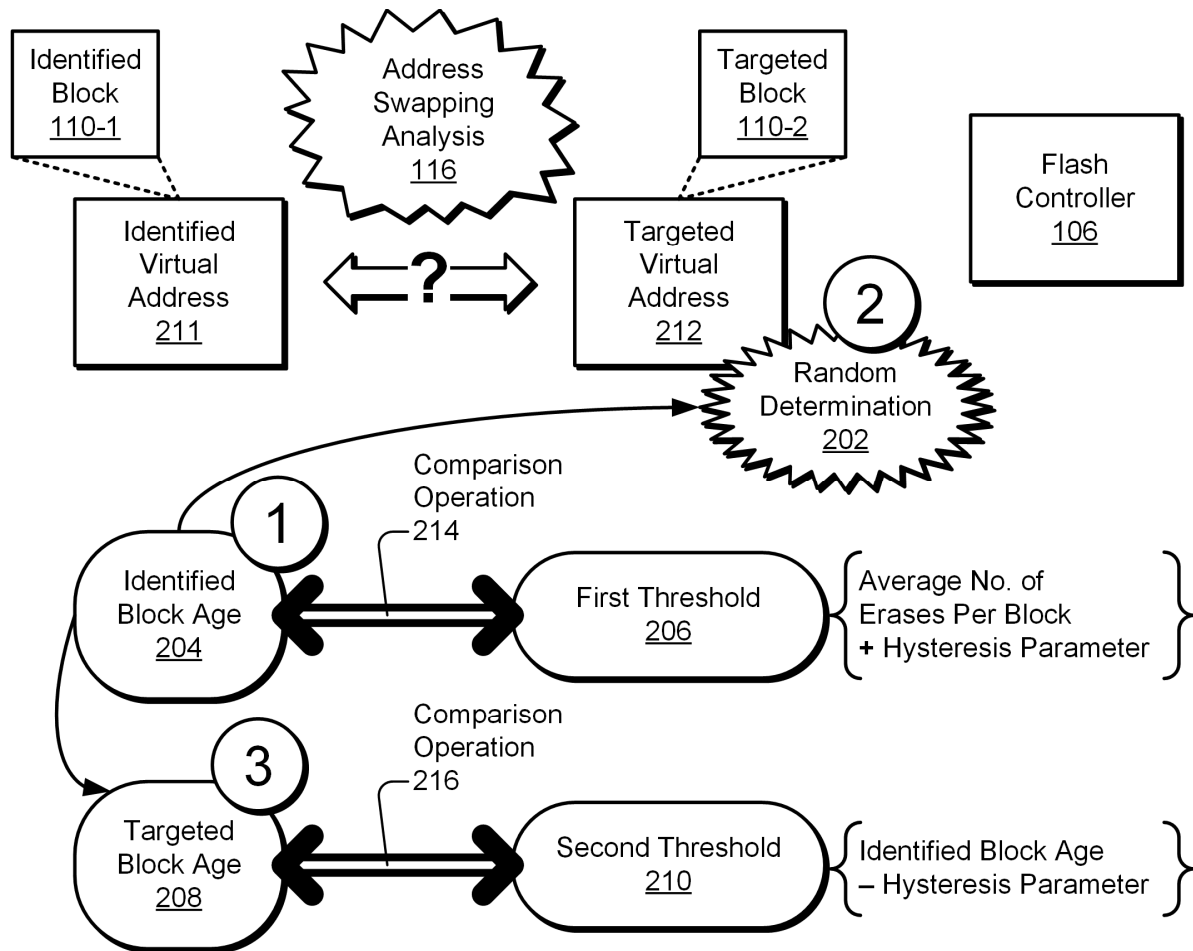 Identified
Block
110-1
Address
Swapping
Analysis
116
Targeted
Block
110-2
Flash
Controller
106
Identified
Virtual
Address
211
?
Targeted
Virtual
Address
212
2
Random
Determination
202
1
Comparison
Operation
214
Identified
Block Age
204
First Threshold
206
Average No. of
Erases Per Block
+ Hysteresis Parameter
3
Comparison
Operation
216
Targeted
Block Age
208
Second Threshold
210
Identified Block Age
– Hysteresis Parameter